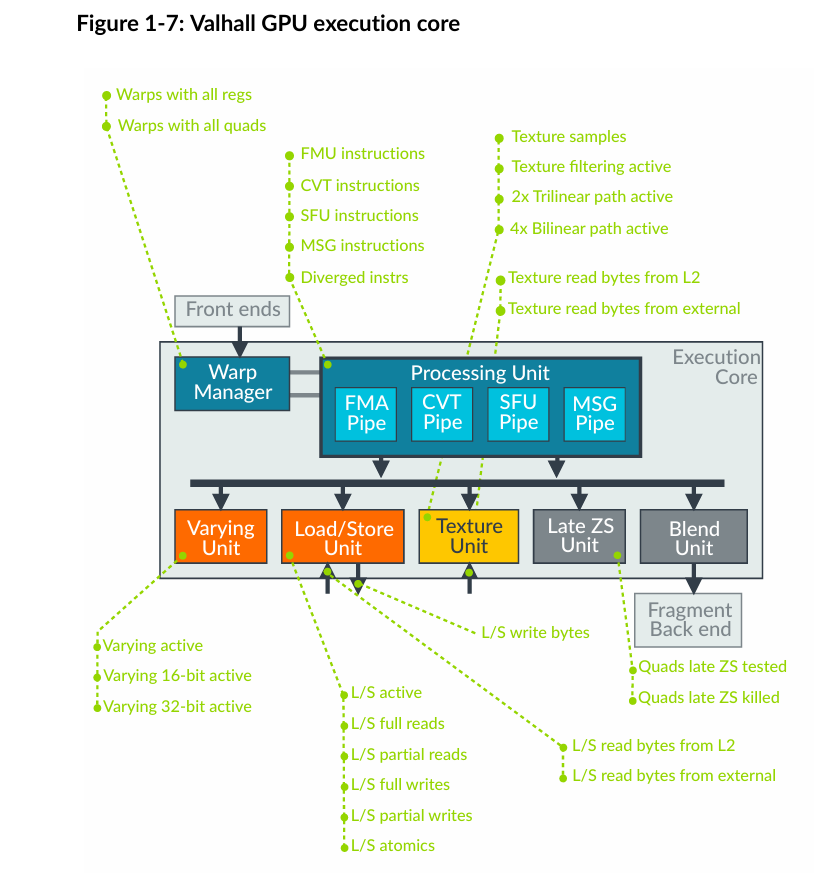 Figure 1-7: Valhall GPU execution core
Warps with all regs
Warps with all quads
FMU instructions
CVT instructions
SFU instructions
MSG instructions
Diverged instrs
Texture samples
Texture filtering active
2x Trilinear path active
4x Bilinear path active
Texture read bytes from L2
Texture read bytes from external
Front ends
Execution
Core
Warp
Manager
Processing Unit
FMA
Pipe
CVT
Pipe
SFU
Pipe
MSG
Pipe
Varying
Unit
Load/Store
Unit
Texture
Unit
Late ZS
Unit
Blend
Unit
Fragment
Back end
L/S write bytes
Varying active
Varying 16-bit active
Varying 32-bit active
L/S active
L/S full reads
L/S partial reads
L/S full writes
L/S partial writes
L/S atomics
Quads late ZS tested
Quads late ZS killed
L/S read bytes from L2
L/S read bytes from external